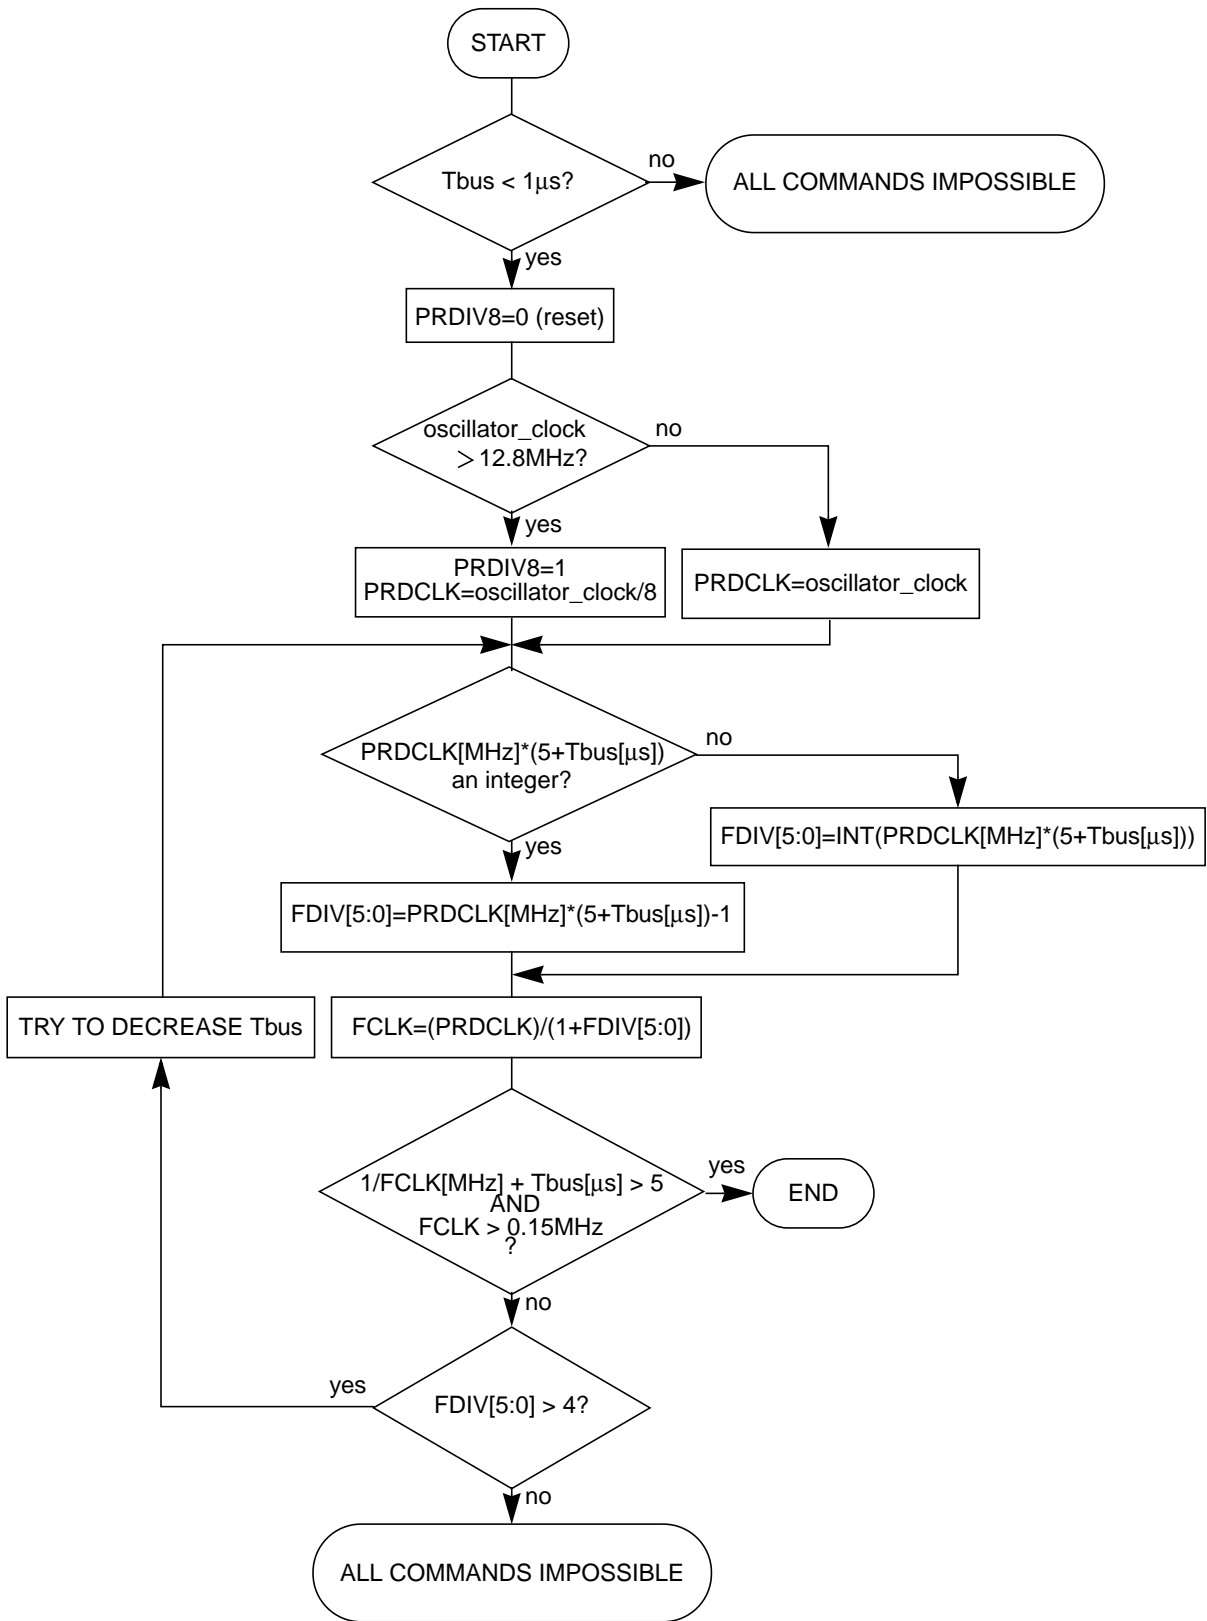 START
Tbus < 1μs?
no
ALL COMMANDS IMPOSSIBLE
yes
PRDIV8=0 (reset)
oscillator_clock
> 12.8MHz?
no
yes
PRDIV8=1
PRDCLK=oscillator_clock/8
PRDCLK=oscillator_clock
PRDCLK[MHz]*(5+Tbus[μs])
an integer?
no
yes
FDIV[5:0]=INT(PRDCLK[MHz]*(5+Tbus[μs]))
FDIV[5:0]=PRDCLK[MHz]*(5+Tbus[μs])-1
TRY TO DECREASE Tbus
FCLK=(PRDCLK)/(1+FDIV[5:0])
1/FCLK[MHz] + Tbus[μs] > 5
AND
FCLK > 0.15MHz
?
yes
END
no
FDIV[5:0] > 4?
yes
no
ALL COMMANDS IMPOSSIBLE